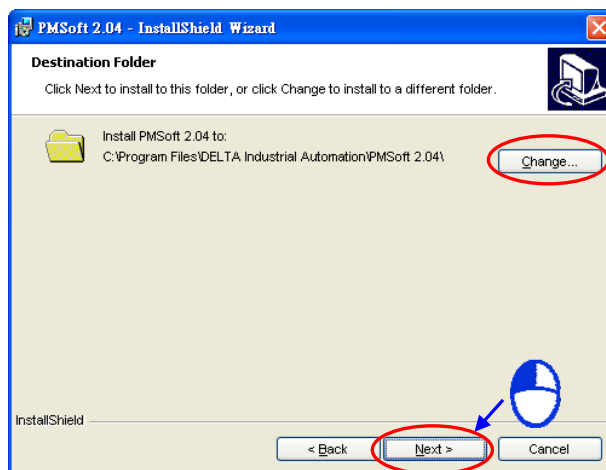 PMSoft 2.04 - InstallShield Wizard
Destination Folder
Click Next to install to this folder, or click Change to install to a different folder.
Install PMSoft 2.04 to:
C:\Program Files\DELTA Industrial Automation\PMSoft 2.04\
Change...
InstallShield
< Back
Next >
Cancel